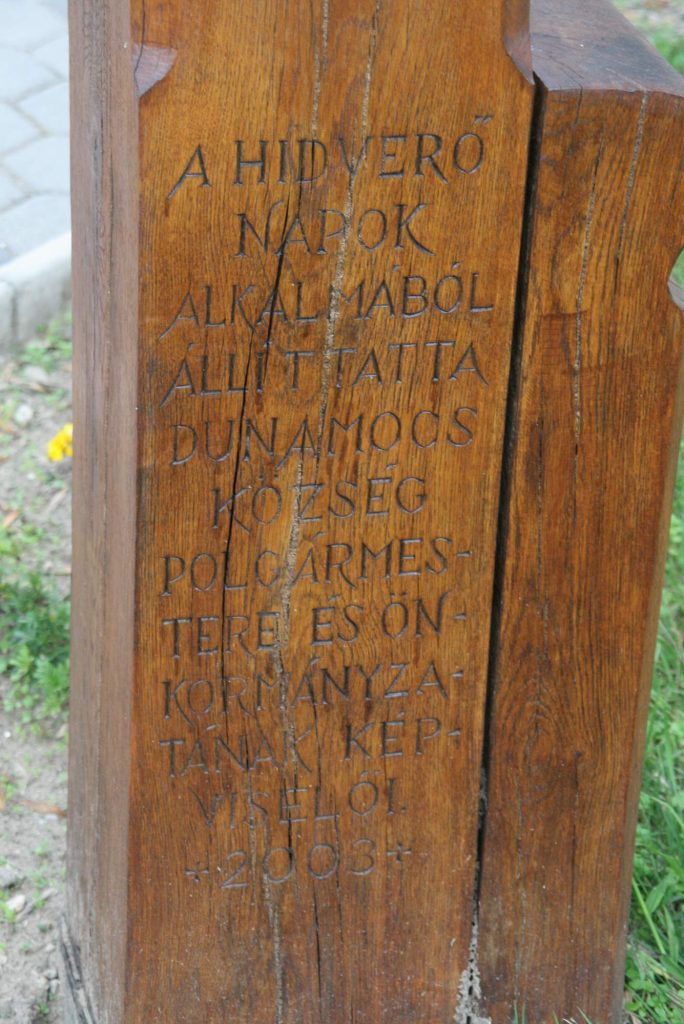 A HIDVERŐ
NAPOK
ALKALMÁBÓL
ÁLLÍTTATTA
DUNAMOCS
KÖZSÉG
POLGÁRMES-
TERE ÉS ÖN-
KORMÁNYZA-
TÁNAK KÉP-
VISELŐI.
+2003+